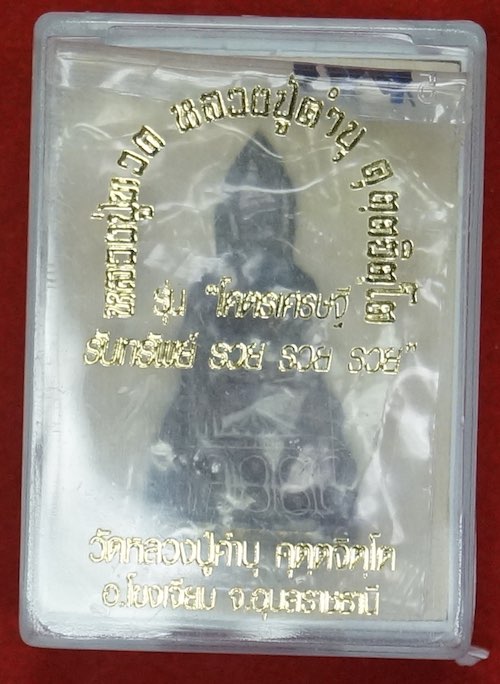 หลวงปู่ทวด หลวงปู่คำบุ คุตฺตจิตฺโต
รุ่น "โคตรเศรษฐี
รับทรัพย์ รวย รวย รวย"
วัดหลวงปู่คำบุ คุตฺตจิตฺโต
อ.โขงเจียม จ.อุบลราชธานี